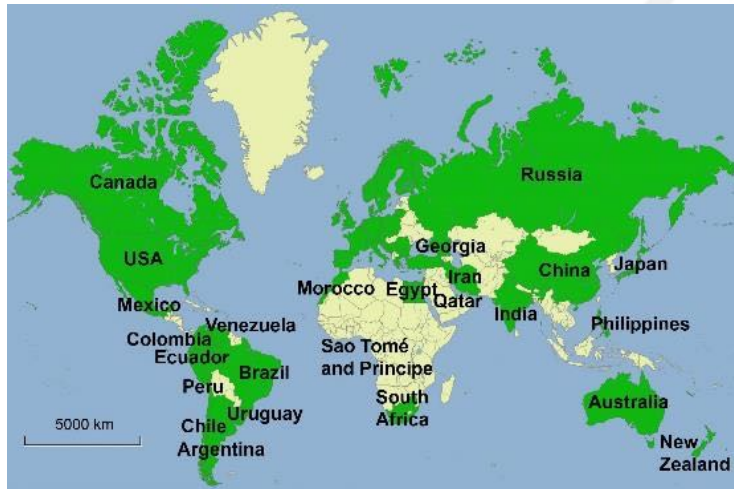 Canada
Russia
Georgia
USA
Iran
China
Japan
Morocco
Egypt
Qatar
Mexico
India
Venezuela
Philippines
Colombia
Sao Tomé
Ecuador
and Principe
Brazil
Peru
South
Africa
Uruguay
Australia
5000 km
Chile
Argentina
New
Zealand